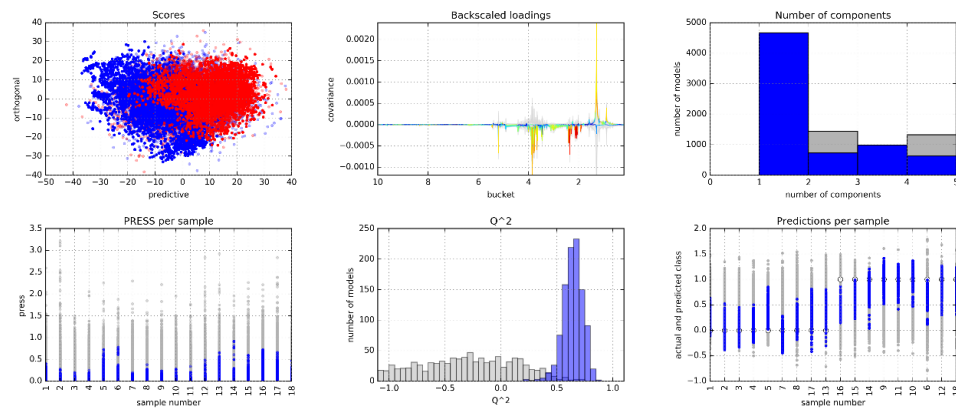 Scores
orthogonal
40
30
20
10
0
−10
−20
−30
−40
−50 −40 −30 −20 −10 0 10 20 30 40
predictive
Backscaled loadings
covariance
0.0020
0.0015
0.0010
0.0005
0.0000
−0.0005
−0.0010
10 8 6 4 2
bucket
Number of components
number of models
5000
4000
3000
2000
1000
0
0 1 2 3 4 5
number of components
PRESS per sample
press
3.5
3.0
2.5
2.0
1.5
1.0
0.5
0.0
1 2 3 4 5 6 7 8 9 10 11 12 13 14 15 16 17 18
sample number
Q^2
number of models
250
200
150
100
50
0
−1.0 −0.5 0.0 0.5 1.0
Q^2
Predictions per sample
actual and predicted class
2.0
1.5
1.0
0.5
0.0
−0.5
−1.0
1 2 3 4 5 7 8 17 13 16 15 14 9 11 10 6 12 18
sample number